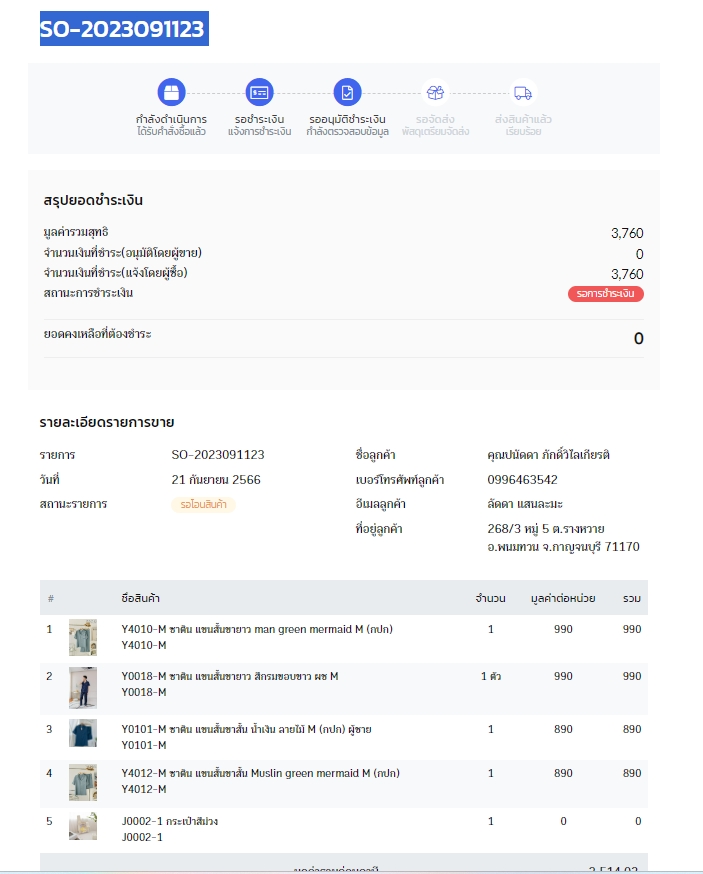 SO-2023091123
กำลังดำเนินการ
ได้รับคำสั่งซื้อแล้ว
รอชำระเงิน
แจ้งการชำระเงิน
รออนุมัติชำระเงิน
กำลังตรวจสอบข้อมูล
รอจัดส่ง
พัสดุเตรียมจัดส่ง
ส่งสินค้าแล้ว
เรียบร้อย
สรุปยอดชำระเงิน
มูลค่ารวมสุทธิ 3,760
จำนวนเงินที่ชำระ(อนุมัติโดยผู้ขาย) 0
จำนวนเงินที่ชำระ(แจ้งโดยผู้ซื้อ) 3,760
สถานะการชำระเงิน รอการชำระเงิน
ยอดคงเหลือที่ต้องชำระ 0
รายละเอียดรายการขาย
รายการ SO-2023091123 ชื่อลูกค้า คุณปนัดดา ภักดิ์วิไลเกียรติ
วันที่ 21 กันยายน 2566 เบอร์โทรศัพท์ลูกค้า 0996463542
สถานะรายการ รอโอนสินค้า อีเมลลูกค้า ลัดดา แสนละมะ
ที่อยู่ลูกค้า 268/3 หมู่ 5 ต.รางหวาย
อ.พนมทวน จ.กาญจนบุรี 71170
# ชื่อสินค้า จำนวน มูลค่าต่อหน่วย รวม
1 Y4010-M ซาติน แขนสั้นขายาว man green mermaid M (กปก) 1 990 990
Y4010-M
2 Y0018-M ซาติน แขนสั้นขายาว สีกรมขอบขาว ผช M 1 ตัว 990 990
Y0018-M
3 Y0101-M ซาติน แขนสั้นขาสั้น น้ำเงิน ลายไม้ M (กปก) ผู้ชาย 1 890 890
Y0101-M
4 Y4012-M ซาติน แขนสั้นขาสั้น Muslin green mermaid M (กปก) 1 890 890
Y4012-M
5 J0002-1 กระเป๋าสีม่วง 1 0 0
J0002-1
มูลค่ารวมก่อนภาษี 3,514.02